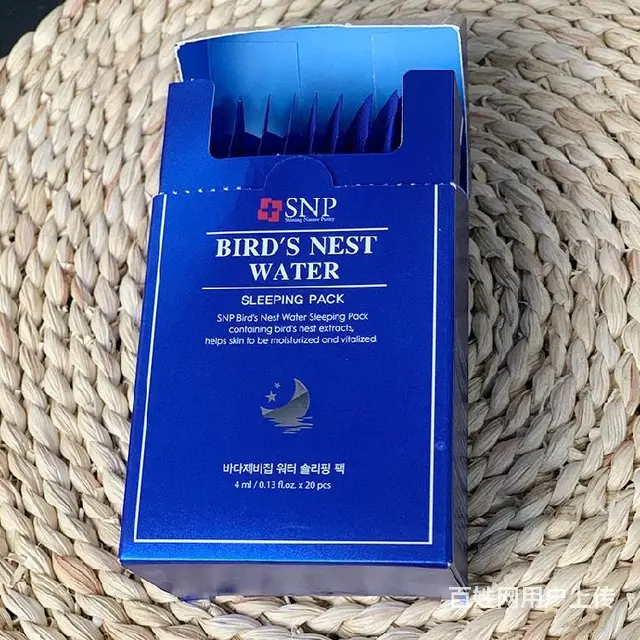 SNP
Shining Nature Purity
BIRD'S NEST
WATER
SLEEPING PACK
SNP Bird's Nest Water Sleeping Pack
containing bird's nest extracts,
helps skin to be moisturized and vitalized.
바다제비집 워터 슬리핑 팩
4 ml / 0.13 fl.oz. x 20 pcs
百姓网用户上传